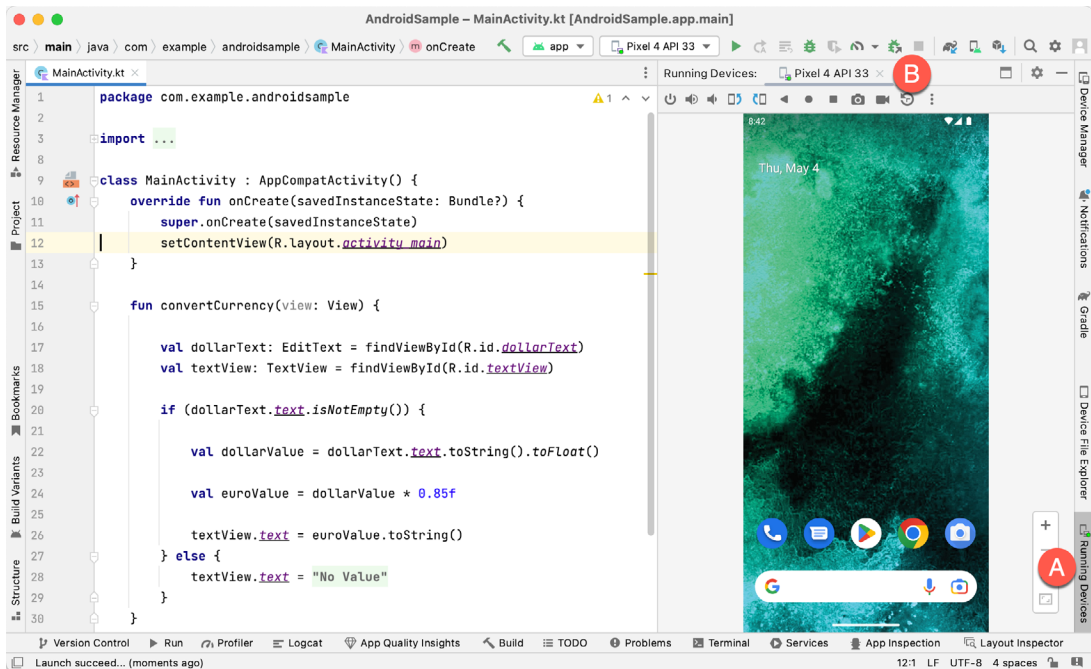 AndroidSample – MainActivity.kt [AndroidSample.app.main]
src main java com example androidsample MainActivity onCreate app Pixel 4 API 33
MainActivity.kt
Running Devices: Pixel 4 API 33 B
1 package com.example.androidsample
1
2
3 import ...
8
9 class MainActivity : AppCompatActivity() {
10 override fun onCreate(savedInstanceState: Bundle?) {
11 super.onCreate(savedInstanceState)
12 setContentView(R.layout.activity_main)
13 }
14
15 fun convertCurrency(view: View) {
16
17 val dollarText: EditText = findViewById(R.id.dollarText)
18 val textView: TextView = findViewById(R.id.textView)
19
20 if (dollarText.text.isNotEmpty()) {
21
22 val dollarValue = dollarText.text.toString().toFloat()
23
24 val euroValue = dollarValue * 0.85f
25
26 textView.text = euroValue.toString()
27 } else {
28 textView.text = "No Value"
29 }
30 }
8:42
Thu, May 4
G
A
Resource Manager
Project
Bookmarks
Build Variants
Structure
Device Manager
Notifications
Gradle
Device File Explorer
Running Devices
Version Control Run Profiler Logcat App Quality Insights Build TODO Problems Terminal Services App Inspection Layout Inspector
Launch succeed... (moments ago) 12:1 LF UTF-8 4 spaces